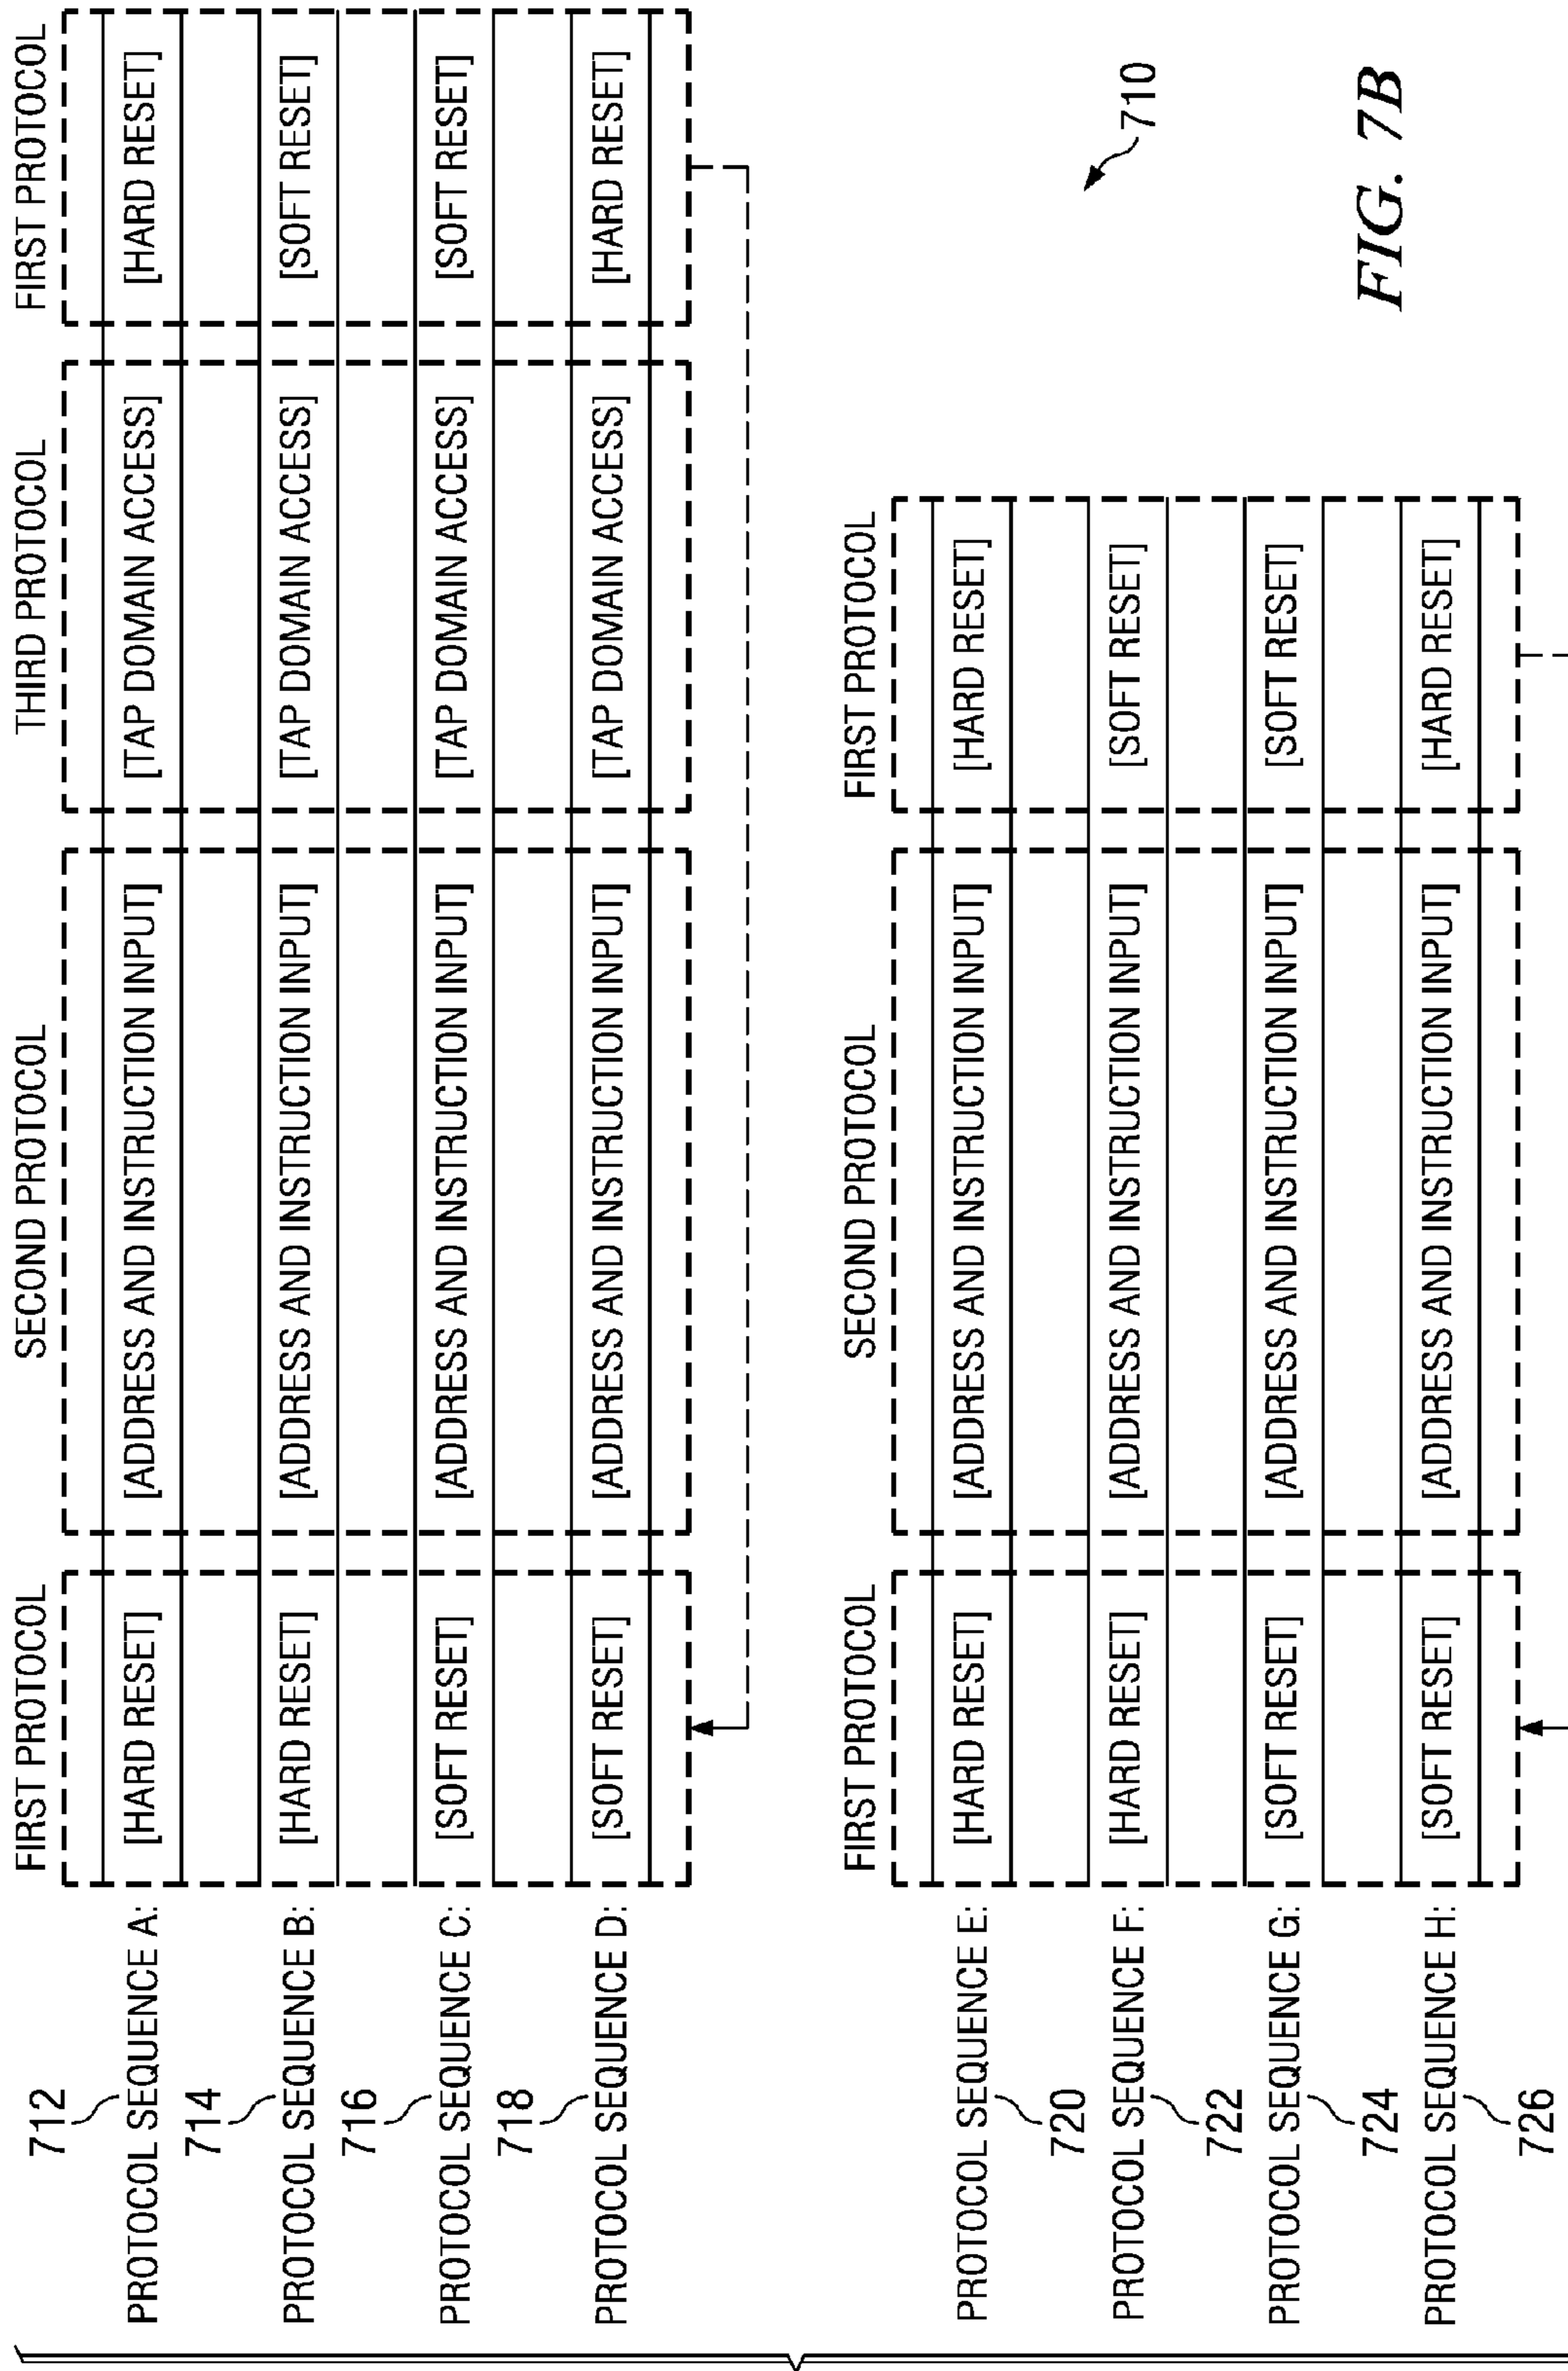 FIRST PROTOCOL SECOND PROTOCOL THIRD PROTOCOL FIRST PROTOCOL
712
PROTOCOL SEQUENCE A: [HARD RESET] [ADDRESS AND INSTRUCTION INPUT] [TAP DOMAIN ACCESS] [HARD RESET]
714
PROTOCOL SEQUENCE B: [HARD RESET] [ADDRESS AND INSTRUCTION INPUT] [TAP DOMAIN ACCESS] [SOFT RESET]
716
PROTOCOL SEQUENCE C: [SOFT RESET] [ADDRESS AND INSTRUCTION INPUT] [TAP DOMAIN ACCESS] [SOFT RESET]
718
PROTOCOL SEQUENCE D: [SOFT RESET] [ADDRESS AND INSTRUCTION INPUT] [TAP DOMAIN ACCESS] [HARD RESET]
FIRST PROTOCOL SECOND PROTOCOL FIRST PROTOCOL
PROTOCOL SEQUENCE E: [HARD RESET] [ADDRESS AND INSTRUCTION INPUT] [HARD RESET]
720
PROTOCOL SEQUENCE F: [HARD RESET] [ADDRESS AND INSTRUCTION INPUT] [SOFT RESET]
722
PROTOCOL SEQUENCE G: [SOFT RESET] [ADDRESS AND INSTRUCTION INPUT] [SOFT RESET]
724
PROTOCOL SEQUENCE H: [SOFT RESET] [ADDRESS AND INSTRUCTION INPUT] [HARD RESET]
726
710
FIG. 7B